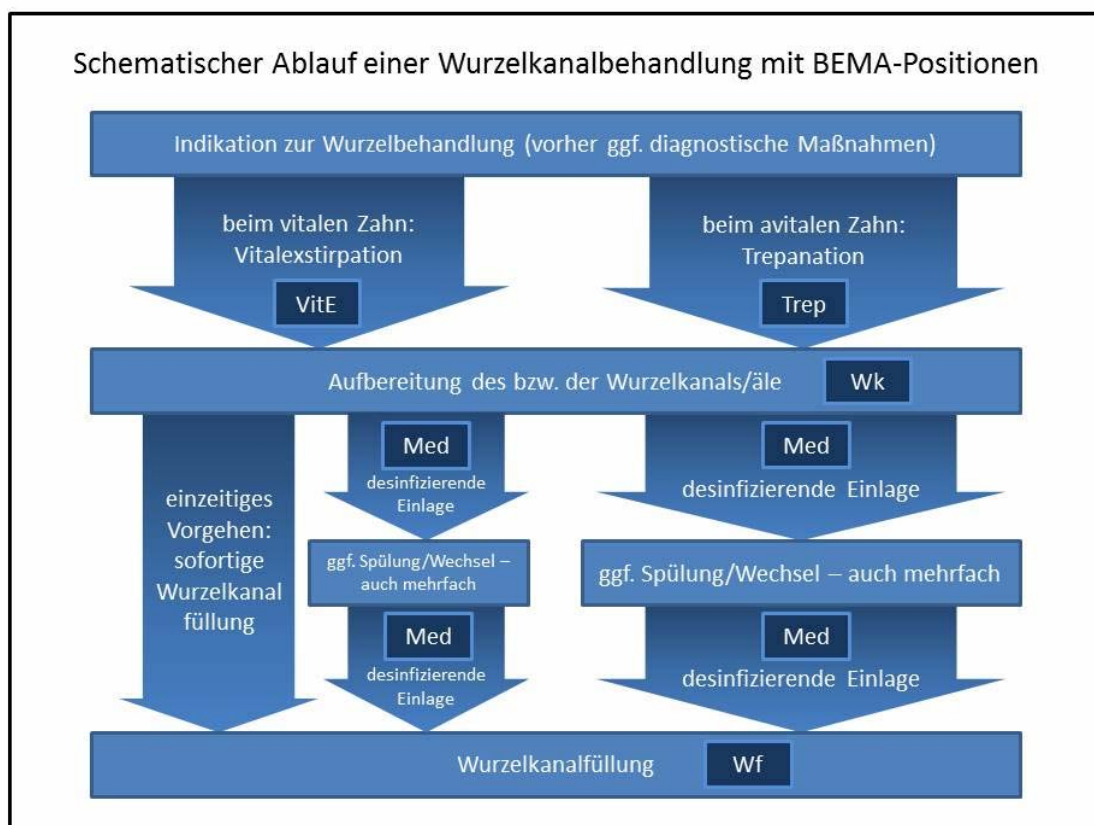 Schematischer Ablauf einer Wurzelkanalbehandlung mit BEMA-Positionen
Indikation zur Wurzelbehandlung (vorher ggf. diagnostische Maßnahmen)
beim vitalen Zahn:
Vitalexstirpation
VitE
beim avitalen Zahn:
Trepanation
Trep
Aufbereitung des bzw. der Wurzelkanals/äle
Wk
einzeitiges
Vorgehen:
sofortige
Wurzelkanal
füllung
Med
desinfizierende
Einlage
ggf. Spülung/Wechsel –
auch mehrfach
Med
desinfizierende
Einlage
Med
desinfizierende Einlage
ggf. Spülung/Wechsel – auch mehrfach
Med
desinfizierende Einlage
Wurzelkanalfüllung
Wf